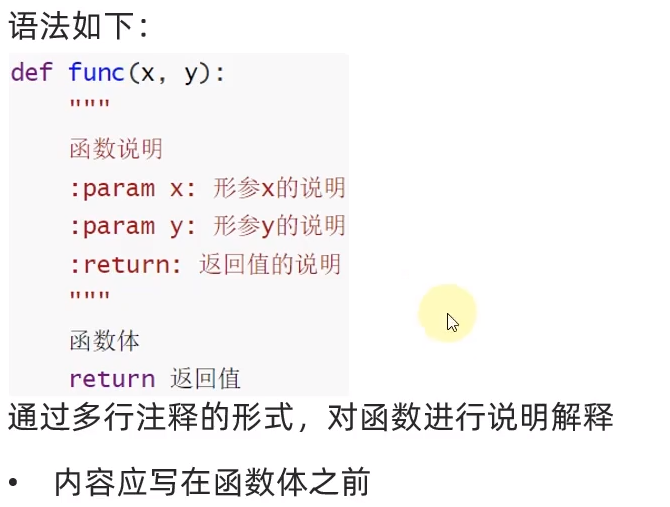 语法如下：
def func(x, y):
"""
函数说明
:param x: 形参x的说明
:param y: 形参y的说明
:return: 返回值的说明
"""
函数体
return 返回值
通过多行注释的形式，对函数进行说明解释
• 内容应写在函数体之前